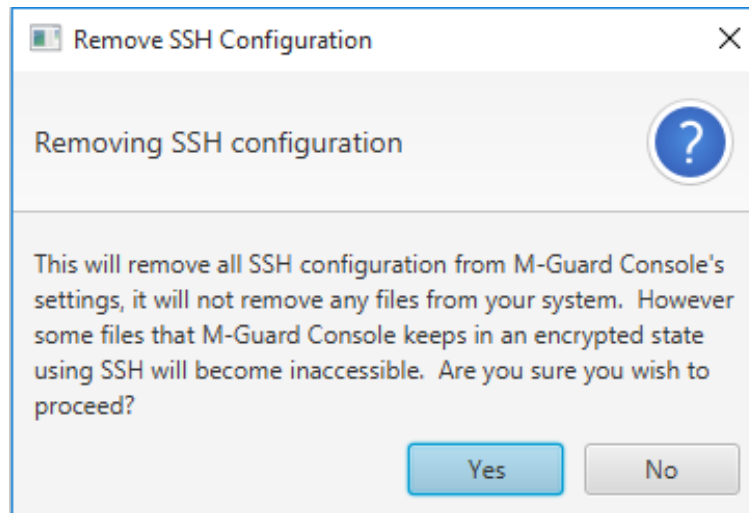 Remove SSH Configuration
Removing SSH configuration
?
This will remove all SSH configuration from M-Guard Console's
settings, it will not remove any files from your system.  However
some files that M-Guard Console keeps in an encrypted state
using SSH will become inaccessible.  Are you sure you wish to
proceed?
Yes No